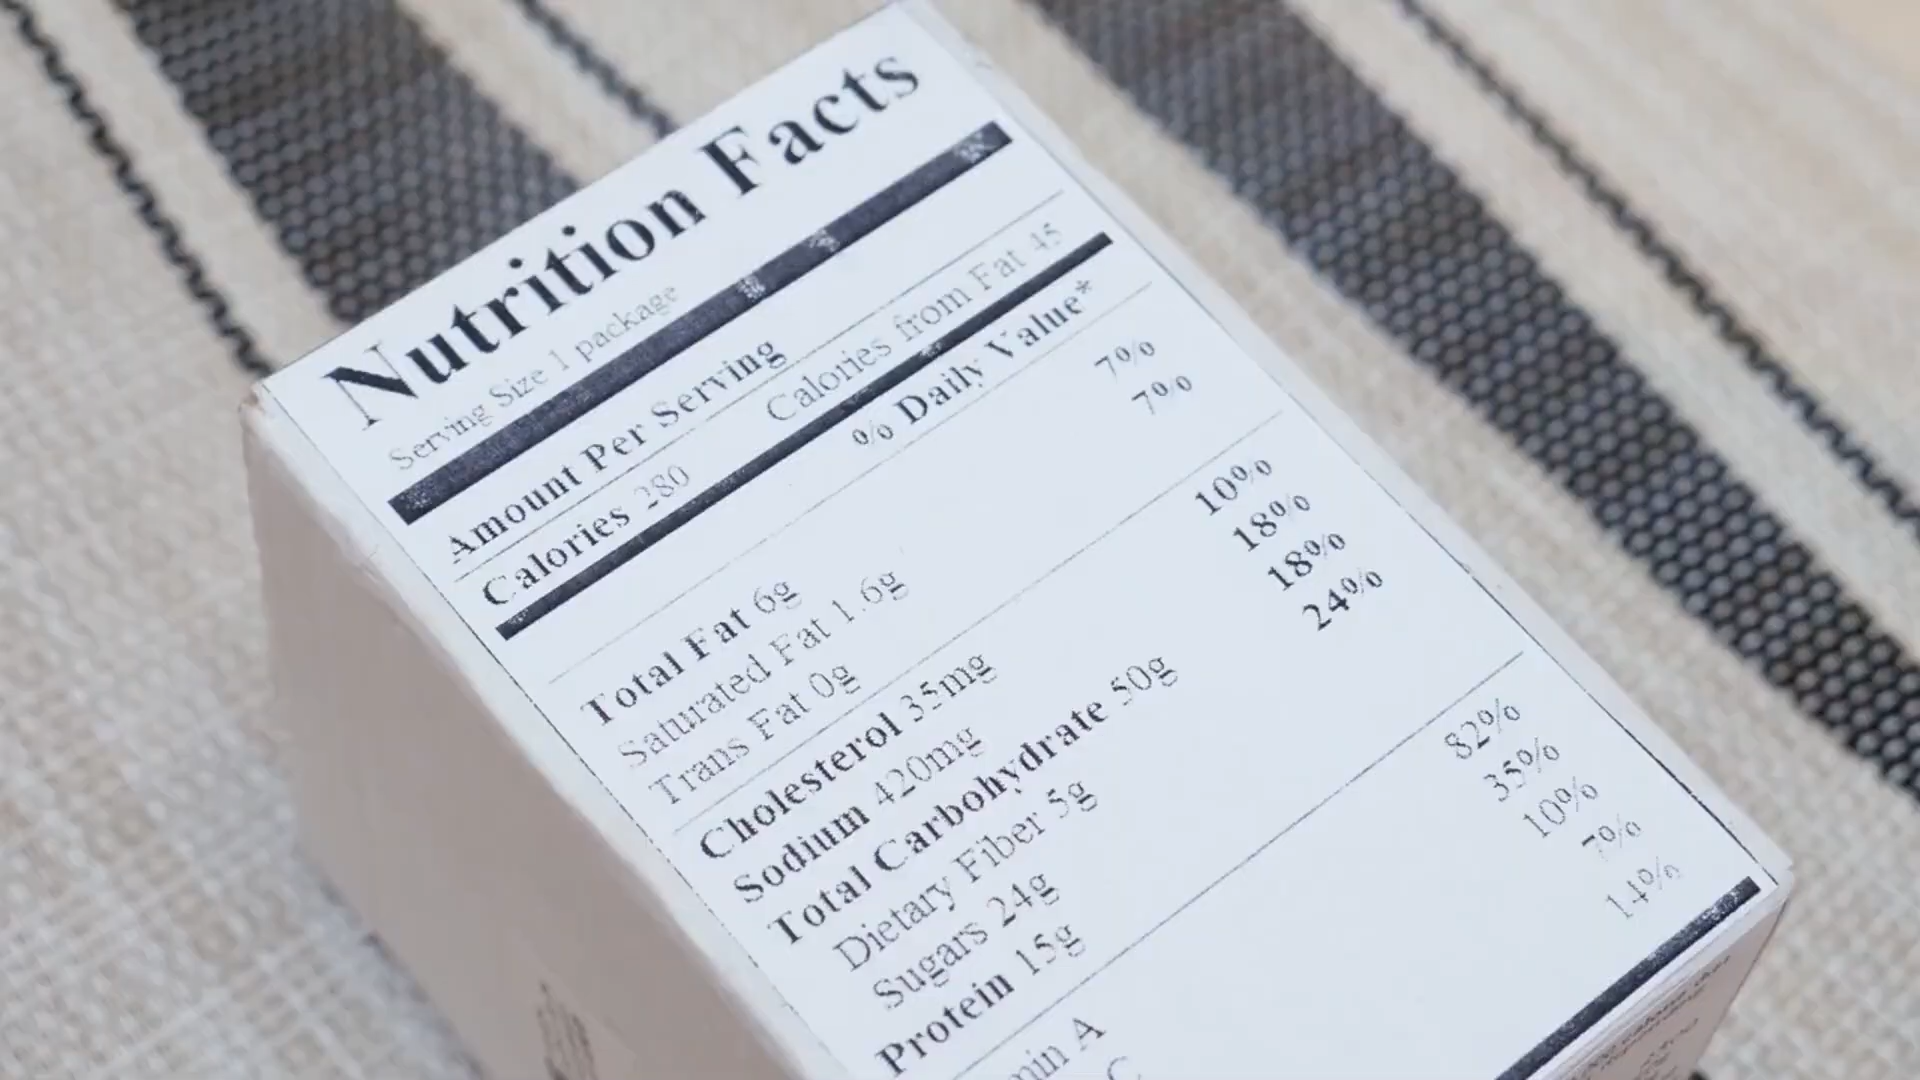 Nutrition Facts
Serving Size 1 package
Amount Per Serving
Calories 280 Calories from Fat 45
% Daily Value*
Total Fat 6g 7%
Saturated Fat 1.6g 7%
Trans Fat 0g
Cholesterol 35mg 10%
Sodium 420mg 18%
Total Carbohydrate 50g 18%
Dietary Fiber 5g 24%
Sugars 24g
Protein 15g
min A 82%
C 35%
10%
7%
14%